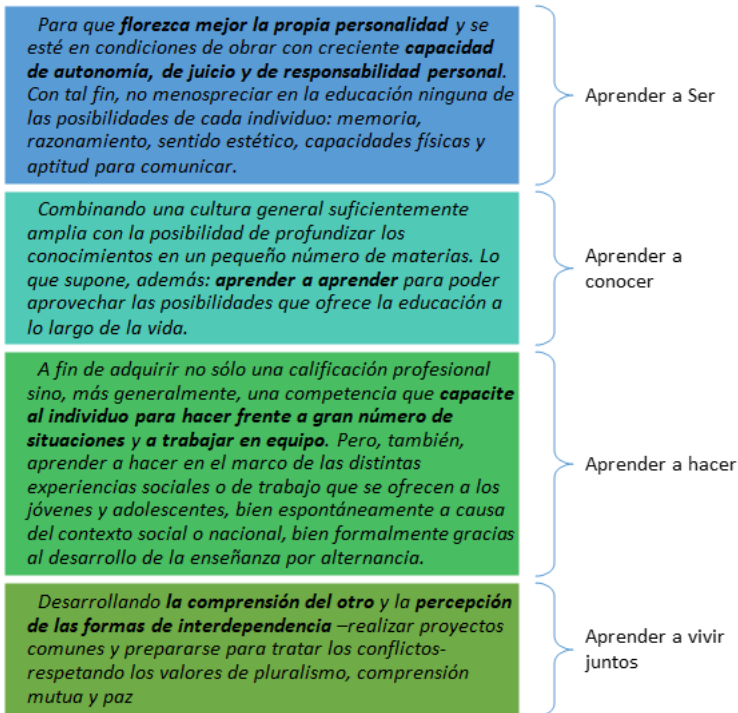 Para que florezca mejor la propia personalidad y se
esté en condiciones de obrar con creciente capacidad
de autonomía, de juicio y de responsabilidad personal.
Con tal fin, no menospreciar en la educación ninguna de
las posibilidades de cada individuo: memoria,
razonamiento, sentido estético, capacidades físicas y
aptitud para comunicar.
Aprender a Ser
Combinando una cultura general suficientemente
amplia con la posibilidad de profundizar los
conocimientos en un pequeño número de materias. Lo
que supone, además: aprender a aprender para poder
aprovechar las posibilidades que ofrece la educación a
lo largo de la vida.
Aprender a
conocer
A fin de adquirir no sólo una calificación profesional
sino, más generalmente, una competencia que capacite
al individuo para hacer frente a gran número de
situaciones y a trabajar en equipo. Pero, también,
aprender a hacer en el marco de las distintas
experiencias sociales o de trabajo que se ofrecen a los
jóvenes y adolescentes, bien espontáneamente a causa
del contexto social o nacional, bien formalmente gracias
al desarrollo de la enseñanza por alternancia.
Aprender a hacer
Desarrollando la comprensión del otro y la percepción
de las formas de interdependencia –realizar proyectos
comunes y prepararse para tratar los conflictos-
respetando los valores de pluralismo, comprensión
mutua y paz
Aprender a vivir
juntos